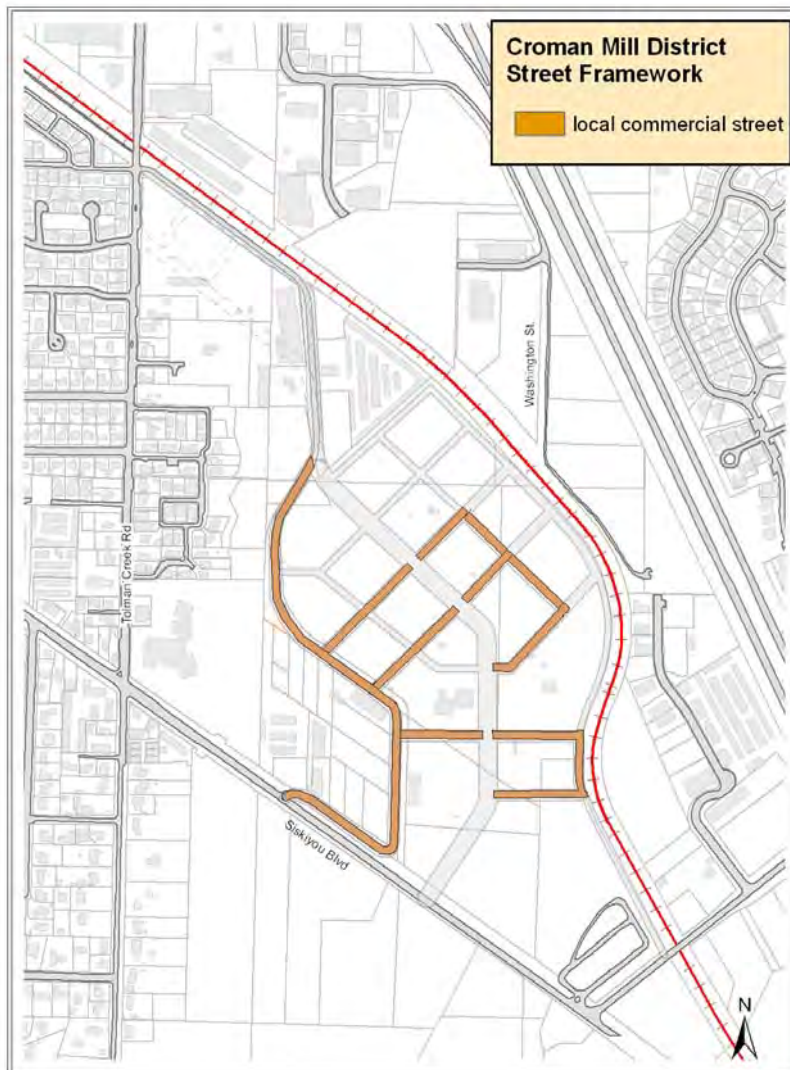 Croman Mill District
Street Framework
local commercial street
Washington St.
Tolman Creek Rd
Siskiyou Blvd
N